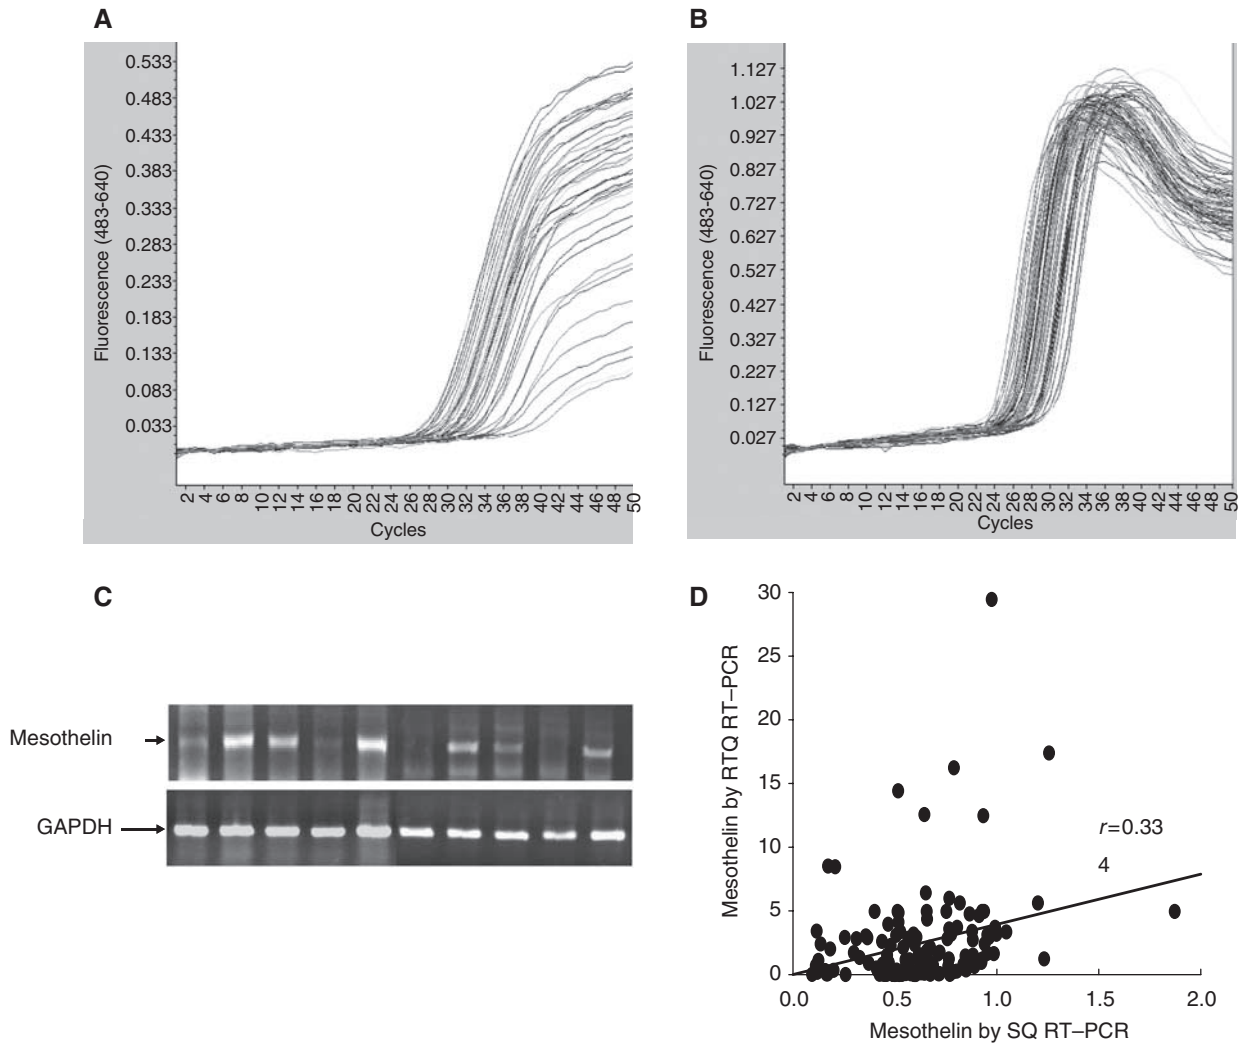 A
Fluorescence (483-640)
0.533
0.483
0.433
0.383
0.333
0.283
0.233
0.183
0.133
0.083
0.033
2 4 6 8 10 12 14 16 18 20 22 24 26 28 30 32 34 36 38 40 42 44 46 48 50
Cycles
B
Fluorescence (483-640)
1.127
1.027
0.927
0.827
0.727
0.627
0.527
0.427
0.327
0.227
0.127
0.027
2 4 6 8 10 12 14 16 18 20 22 24 26 28 30 32 34 36 38 40 42 44 46 48 50
Cycles
C
Mesothelin
GAPDH
D
Mesothelin by RTQ RT–PCR
30
25
20
15
10
5
0
r=0.33
4
0.0 0.5 1.0 1.5 2.0
Mesothelin by SQ RT–PCR